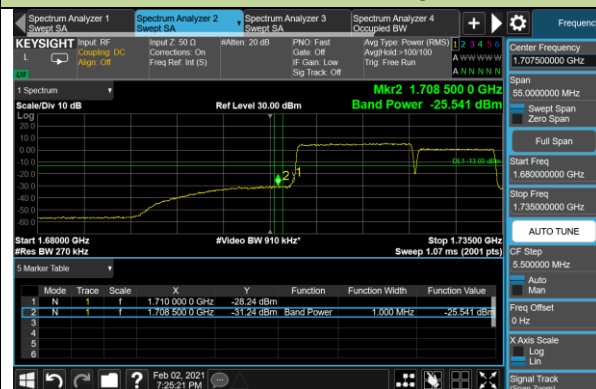 Spectrum Analyzer 1
Swept SA
Spectrum Analyzer 2
Swept SA
Spectrum Analyzer 3
Swept SA
Spectrum Analyzer 4
Occupied BW
Frequenc
KEYSIGHT
L
Input: RF
Coupling: DC
Align: Off
Input Z: 50 Ω
Corrections: On
Freq Ref: Int (S)
#Atten: 20 dB
PNO: Fast
Gate: Off
IF Gain: Low
Sig Track: Off
Avg Type: Power (RMS)
Avg|Hold:>100/100
Trig: Free Run
1 2 3 4 5 6
A W W W W W
A N N N N N
1 Spectrum
Scale/Div 10 dB
Log
Ref Level 30.00 dBm
Mkr2 1.708 500 0 GHz
Band Power -25.541 dBm
20.0
10.0
0.00
-10.0
-20.0
-30.0
-40.0
-50.0
-60.0
DL1 -13.00 dBm
2
1
Start 1.68000 GHz
#Res BW 270 kHz
#Video BW 910 kHz*
Stop 1.73500 GHz
Sweep 1.07 ms (2001 pts)
5 Marker Table
Mode Trace Scale X Y Function Function Width Function Value
1 N 1 f 1.710 000 0 GHz -28.24 dBm
2 N 1 f 1.708 500 0 GHz -31.24 dBm Band Power 1.000 MHz -25.541 dBm
3
4
5
6
Center Frequency
1.707500000 GHz
Span
55.0000000 MHz
Swept Span
Zero Span
Full Span
Start Freq
1.680000000 GHz
Stop Freq
1.735000000 GHz
AUTO TUNE
CF Step
5.500000 MHz
Auto
Man
Freq Offset
0 Hz
X Axis Scale
Log
Lin
Signal Track
(Span Zoom)
Feb 02, 2021
7:25:21 PM